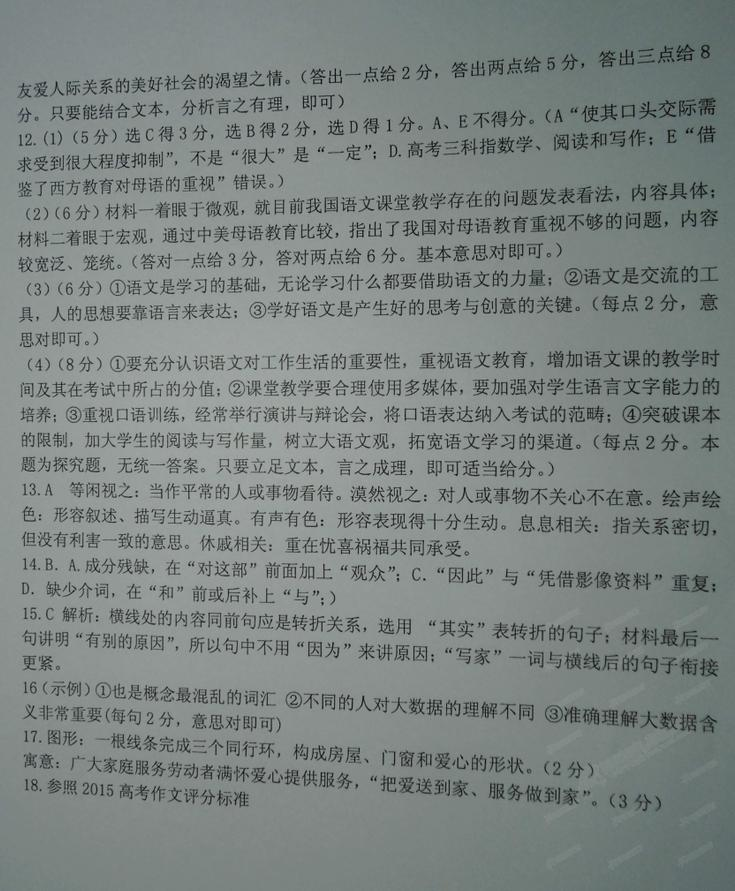 友爱人际关系的美好社会的渴望之情。（答出一点给2分，答出两点给5分，答出三点给8
分。只要能结合文本，分析言之有理，即可）
12.(1)（5分）选C得3分，选B得2分，选D得1分。A、E不得分。（A“使其口头交际需
求受到很大程度抑制”，不是“很大”是“一定”；D.高考三科指数学、阅读和写作；E“借
鉴了西方教育对母语的重视”错误。）
（2）（6分）材料一着眼于微观，就目前我国语文课堂教学存在的问题发表看法，内容具体；
材料二着眼于宏观，通过中美母语教育比较，指出了我国对母语教育重视不够的问题，内容
较宽泛、笼统。（答对一点给3分，答对两点给6分。基本意思对即可。）
（3）（6分）①语文是学习的基础，无论学习什么都要借助语文的力量；②语文是交流的工
具，人的思想要靠语言来表达；③学好语文是产生好的思考与创意的关键。（每点2分，意
思对即可。）
（4）（8分）①要充分认识语文对工作生活的重要性，重视语文教育，增加语文课的教学时
间及其在考试中所占的分值；②课堂教学要合理使用多媒体，要加强对学生语言文字能力的
培养；③重视口语训练，经常举行演讲与辩论会，将口语表达纳入考试的范畴；④突破课本
的限制，加大学生的阅读与写作量，树立大语文观，拓宽语文学习的渠道。（每点2分。本
题为探究题，无统一答案。只要立足文本，言之成理，即可适当给分。）
13.A 等闲视之：当作平常的人或事物看待。漠然视之：对人或事物不关心不在意。绘声绘
色：形容叙述、描写生动逼真。有声有色：形容表现得十分生动。息息相关：指关系密切，
但没有利害一致的意思。休戚相关：重在忧喜祸福共同承受。
14.B．A.成分残缺，在“对这部”前面加上“观众”；C.“因此”与“凭借影像资料”重复；
D．缺少介词，在“和”前或后补上“与”；）
15.C 解析：横线处的内容同前句应是转折关系，选用 “其实”表转折的句子；材料最后一
句讲明“有别的原因”，所以句中不用“因为”来讲原因；“写家”一词与横线后的句子衔接
更紧。
16（示例）①也是概念最混乱的词汇 ②不同的人对大数据的理解不同 ③准确理解大数据含
义非常重要(每句2分，意思对即可)
17.图形：一根线条完成三个同行环，构成房屋、门窗和爱心的形状。（2分）
寓意：广大家庭服务劳动者满怀爱心提供服务，“把爱送到家、服务做到家”。（3分）
18.参照2015高考作文评分标准